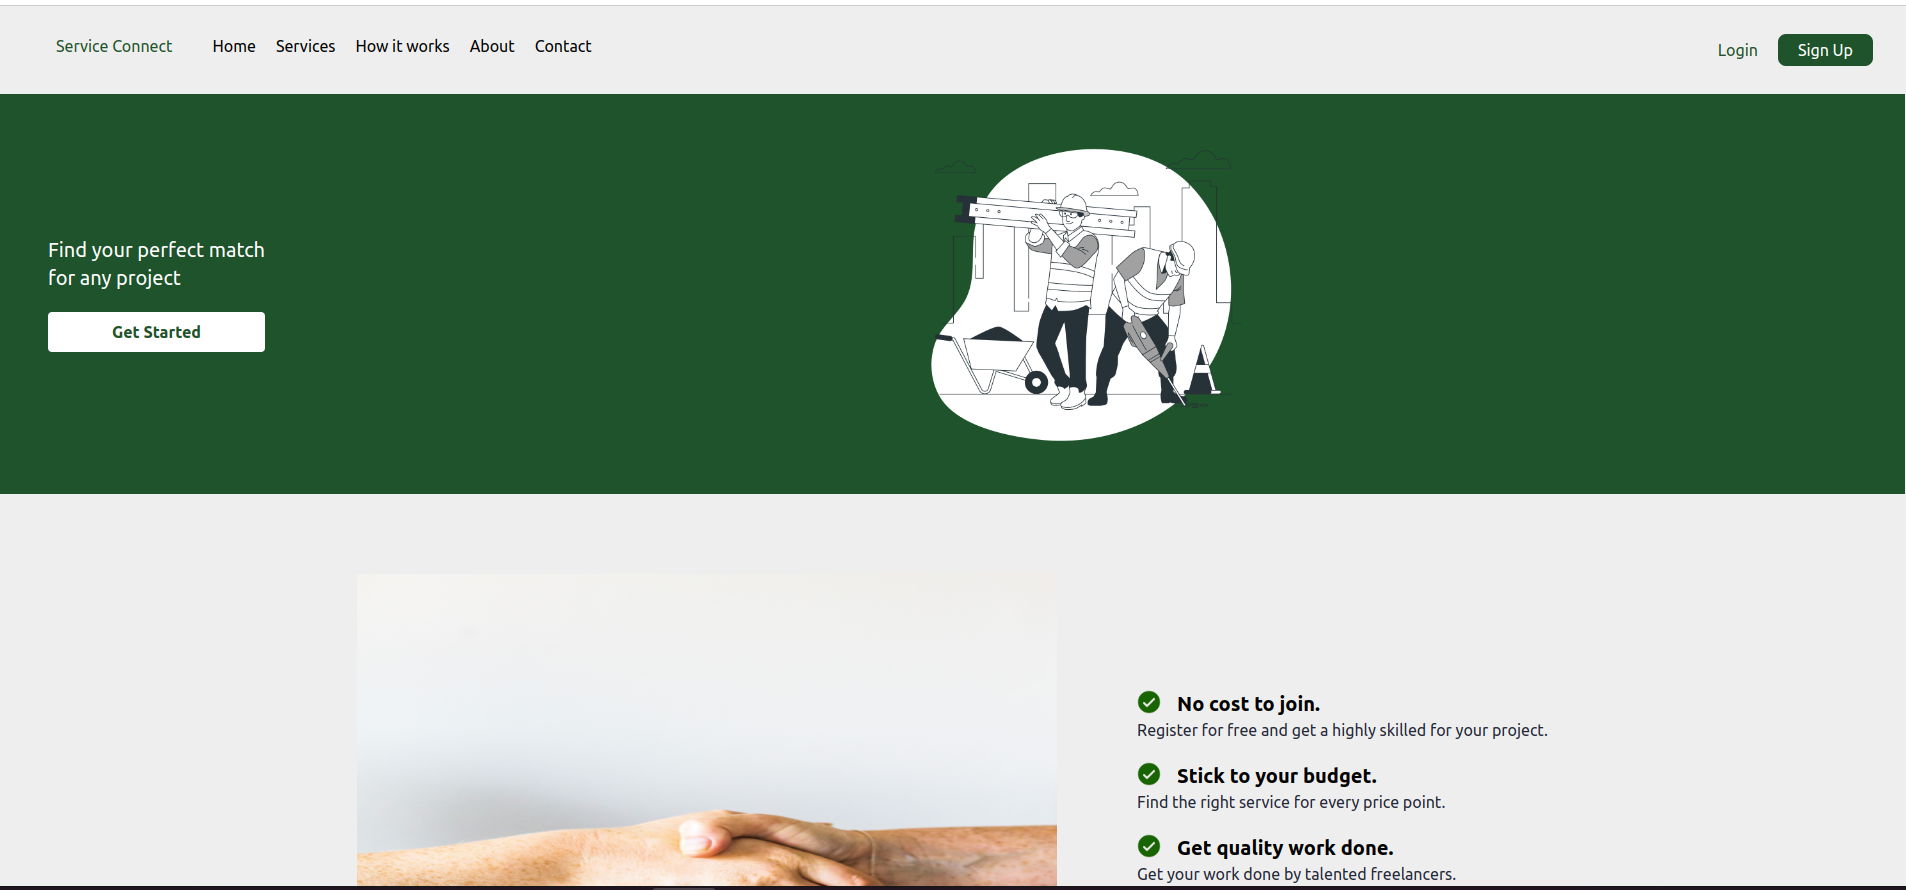 Service Connect Home Services How it works About Contact Login Sign Up
Find your perfect match
for any project
Get Started
No cost to join.
Register for free and get a highly skilled for your project.
Stick to your budget.
Find the right service for every price point.
Get quality work done.
Get your work done by talented freelancers.